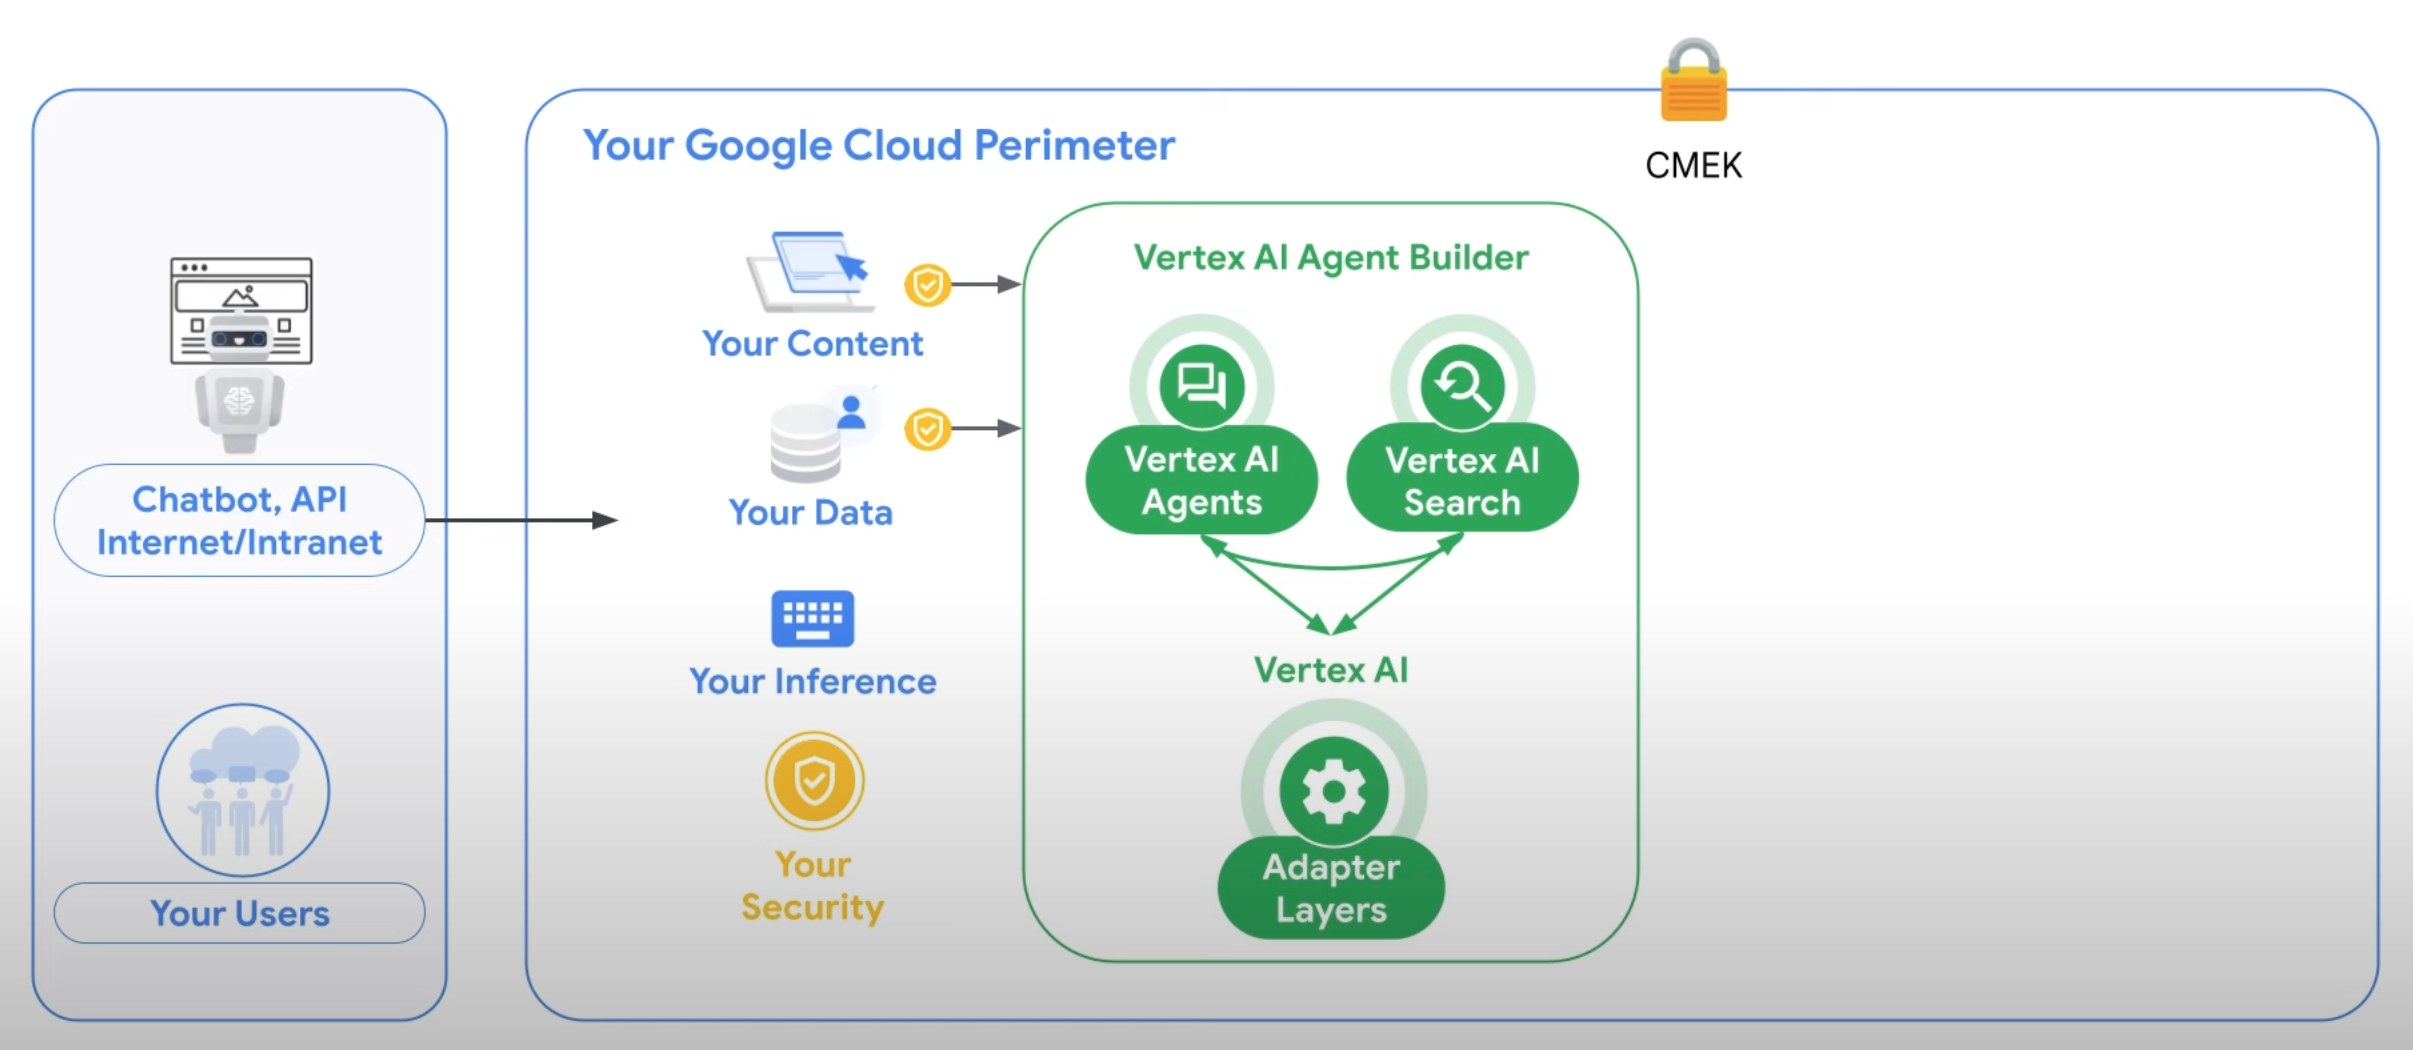 CMEK
Your Google Cloud Perimeter
Chatbot, API
Internet/Intranet
Your Users
Your Content
Your Data
Your Inference
Your
Security
Vertex AI Agent Builder
Vertex AI
Agents
Vertex AI
Search
Vertex AI
Adapter
Layers